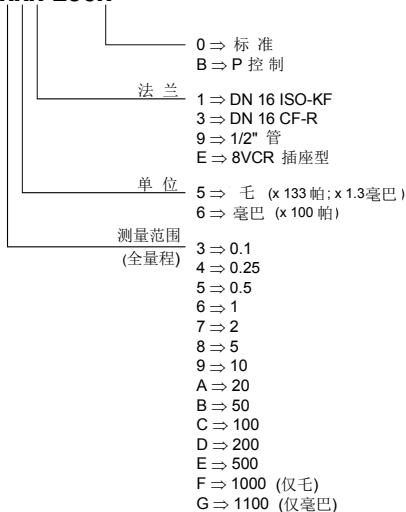 0 ⇒ 标 准
B ⇒ P 控 制
法 兰
1 ⇒ DN 16 ISO-KF
3 ⇒ DN 16 CF-R
9 ⇒ 1/2" 管
E ⇒ 8VCR 插座型
单 位
5 ⇒ 毛 (x 133 帕; x 1.3毫巴)
6 ⇒ 毫巴 (x 100 帕)
测量范围
(全量程)
3 ⇒ 0.1
4 ⇒ 0.25
5 ⇒ 0.5
6 ⇒ 1
7 ⇒ 2
8 ⇒ 5
9 ⇒ 10
A ⇒ 20
B ⇒ 50
C ⇒ 100
D ⇒ 200
E ⇒ 500
F ⇒ 1000 (仅毛)
G ⇒ 1100 (仅毫巴)